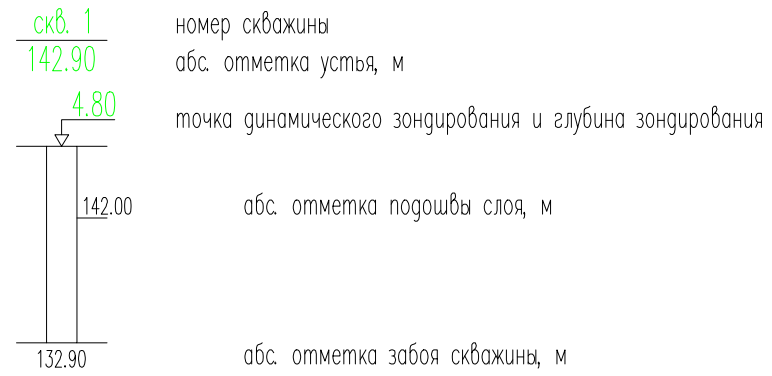 скв. 1 номер скважины
142.90 абс. отметка устья, м
4.80
точка динамического зондирования и глубина зондирования
142.00 абс. отметка подошвы слоя, м
132.90 абс. отметка забоя скважины, м